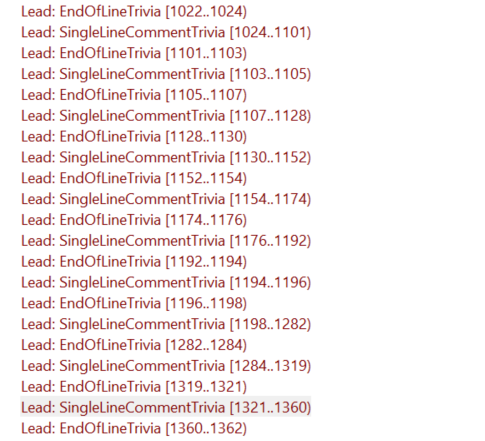 Lead: EndOfLineTrivia [1022..1024)
Lead: SingleLineCommentTrivia [1024..1101)
Lead: EndOfLineTrivia [1101..1103)
Lead: SingleLineCommentTrivia [1103..1105)
Lead: EndOfLineTrivia [1105..1107)
Lead: SingleLineCommentTrivia [1107..1128)
Lead: EndOfLineTrivia [1128..1130)
Lead: SingleLineCommentTrivia [1130..1152)
Lead: EndOfLineTrivia [1152..1154)
Lead: SingleLineCommentTrivia [1154..1174)
Lead: EndOfLineTrivia [1174..1176)
Lead: SingleLineCommentTrivia [1176..1192)
Lead: EndOfLineTrivia [1192..1194)
Lead: SingleLineCommentTrivia [1194..1196)
Lead: EndOfLineTrivia [1196..1198)
Lead: SingleLineCommentTrivia [1198..1282)
Lead: EndOfLineTrivia [1282..1284)
Lead: SingleLineCommentTrivia [1284..1319)
Lead: EndOfLineTrivia [1319..1321)
Lead: SingleLineCommentTrivia [1321..1360)
Lead: EndOfLineTrivia [1360..1362)